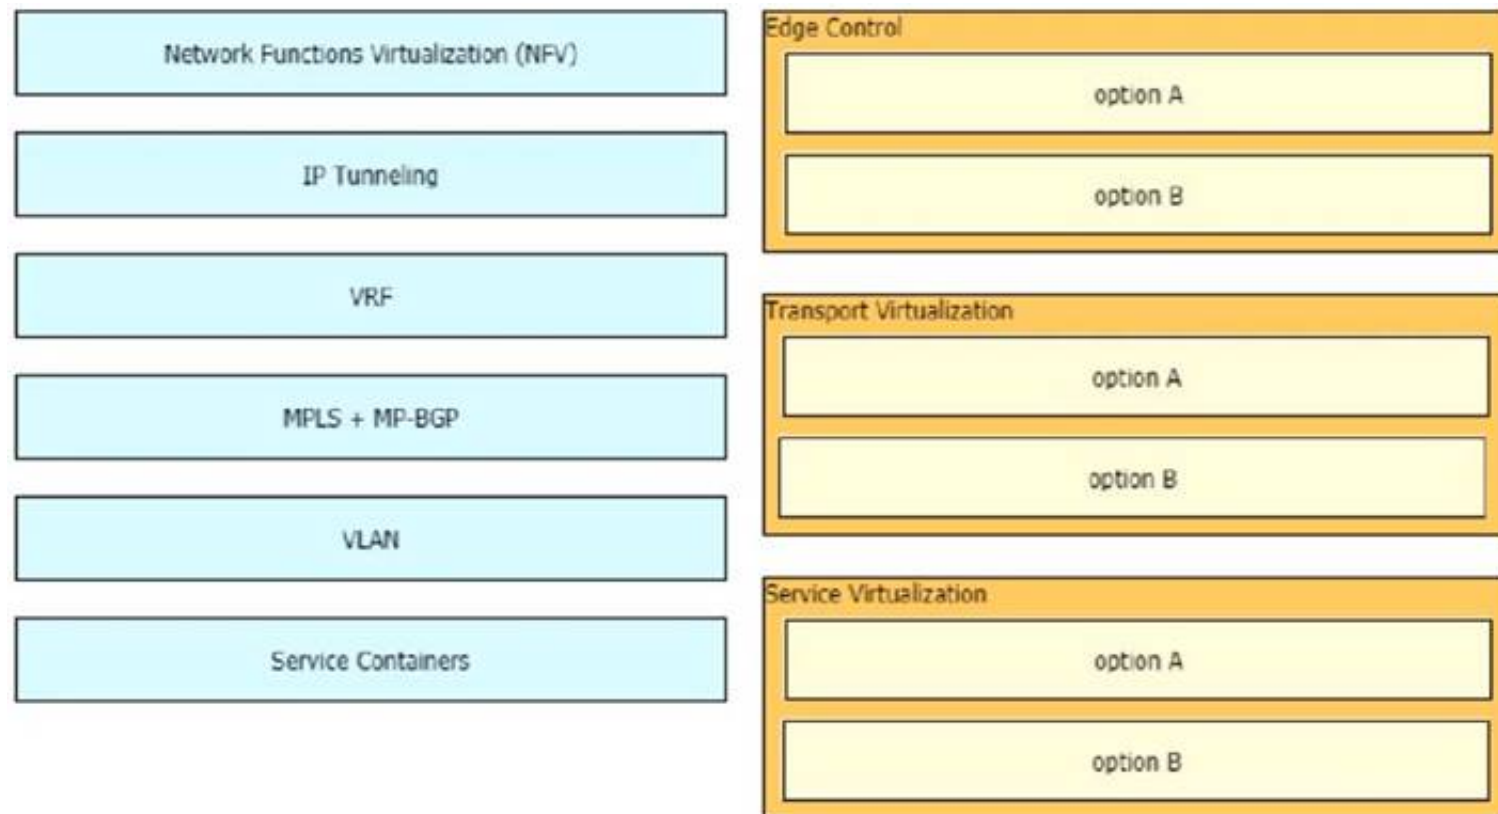 Network Functions Virtualization (NFV)
IP Tunneling
VRF
MPLS + MP-BGP
VLAN
Service Containers
Edge Control
option A
option B
Transport Virtualization
option A
option B
Service Virtualization
option A
option B